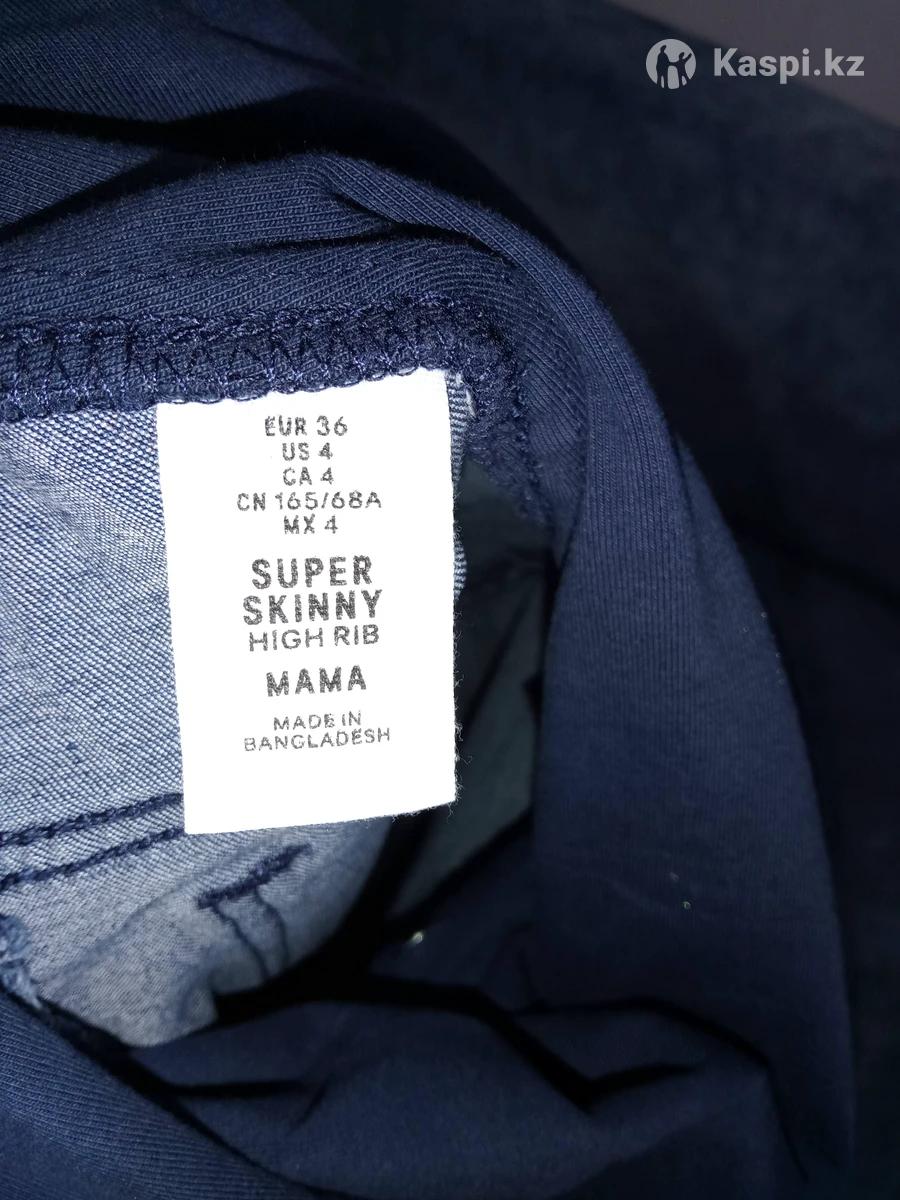 Kaspi.kz
EUR 36
US 4
CA 4
CN 165/68A
MX 4
SUPER
SKINNY
HIGH RIB
MAMA
MADE IN
BANGLADESH